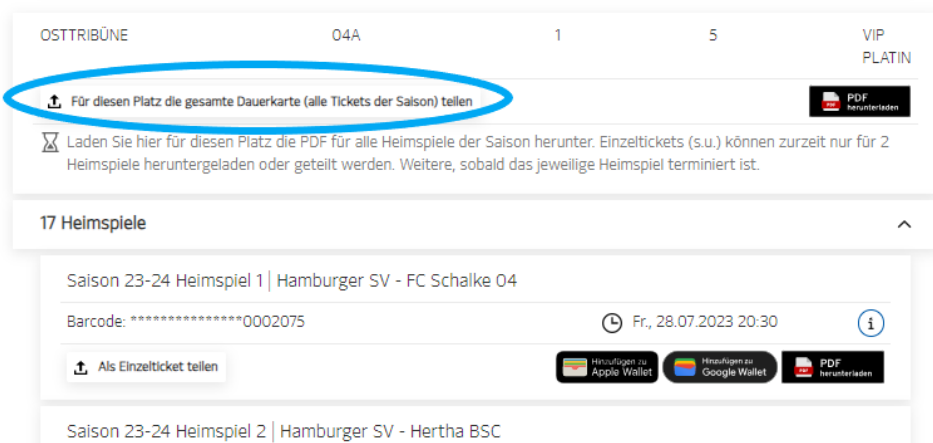 OSTTRIBÜNE 04A 1 5 VIP
PLATIN
Für diesen Platz die gesamte Dauerkarte (alle Tickets der Saison) teilen
PDF
PDF
herunterladen
Laden Sie hier für diesen Platz die PDF für alle Heimspiele der Saison herunter. Einzeltickets (s.u.) können zurzeit nur für 2
Heimspiele heruntergeladen oder geteilt werden. Weitere, sobald das jeweilige Heimspiel terminiert ist.
17 Heimspiele
Saison 23-24 Heimspiel 1 | Hamburger SV - FC Schalke 04
Barcode: ***************0002075 Fr., 28.07.2023 20:30 i
Als Einzelticket teilen
Hinzufügen zu
Apple Wallet
Hinzufügen zu
Google Wallet
PDF
PDF
herunterladen
Saison 23-24 Heimspiel 2 | Hamburger SV - Hertha BSC